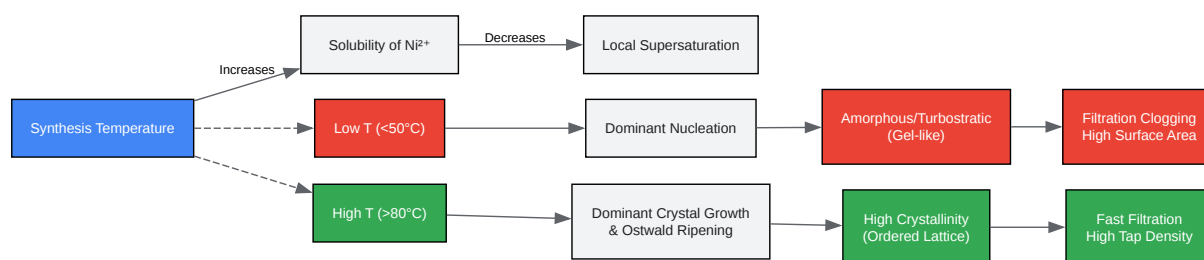 Solubility of Ni²⁺
Decreases
Local Supersaturation
Increases
Synthesis Temperature
Low T (<50°C)
Dominant Nucleation
Amorphous/Turbostratic
(Gel-like)
Filtration Clogging
High Surface Area
High T (>80°C)
Dominant Crystal Growth
& Ostwald Ripening
High Crystallinity
(Ordered Lattice)
Fast Filtration
High Tap Density